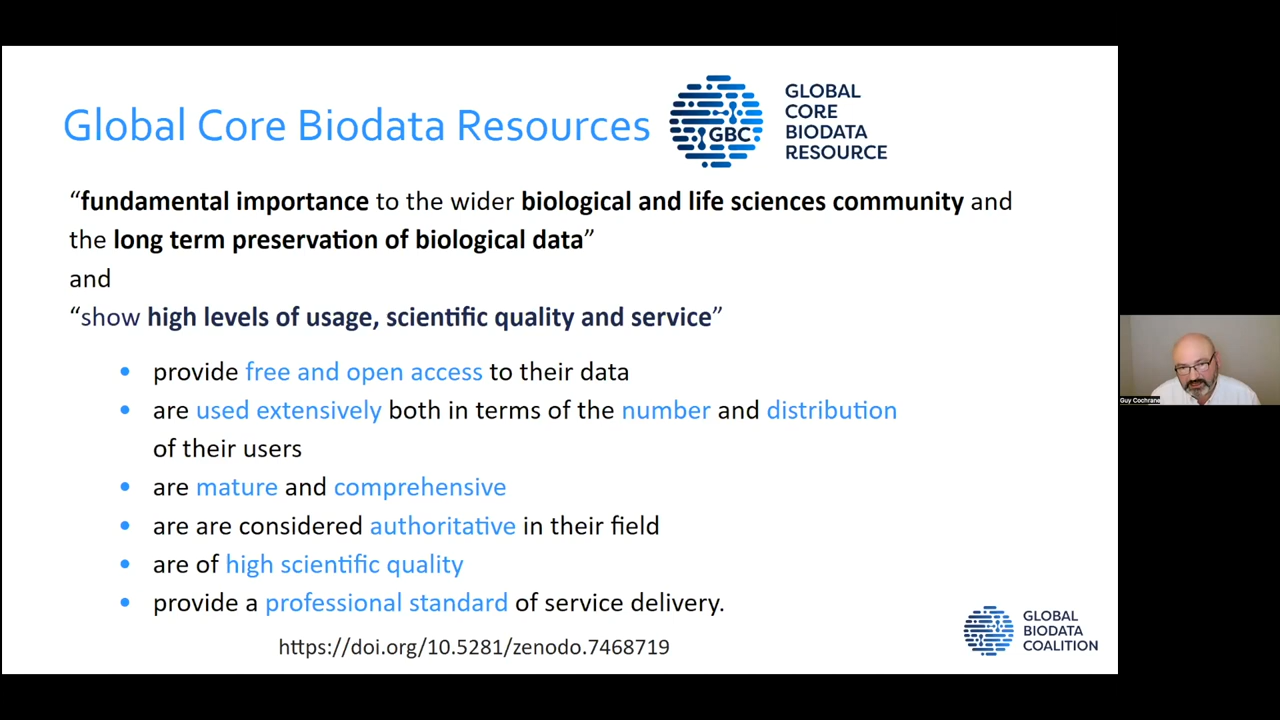 Global Core Biodata Resources
GBC
GLOBAL
CORE
BIODATA
RESOURCE
“fundamental importance to the wider biological and life sciences community and
the long term preservation of biological data”
and
“show high levels of usage, scientific quality and service”
• provide free and open access to their data
• are used extensively both in terms of the number and distribution
of their users
• are mature and comprehensive
• are are considered authoritative in their field
• are of high scientific quality
• provide a professional standard of service delivery.
https://doi.org/10.5281/zenodo.7468719
GLOBAL
BIODATA
COALITION
Guy Cochrane